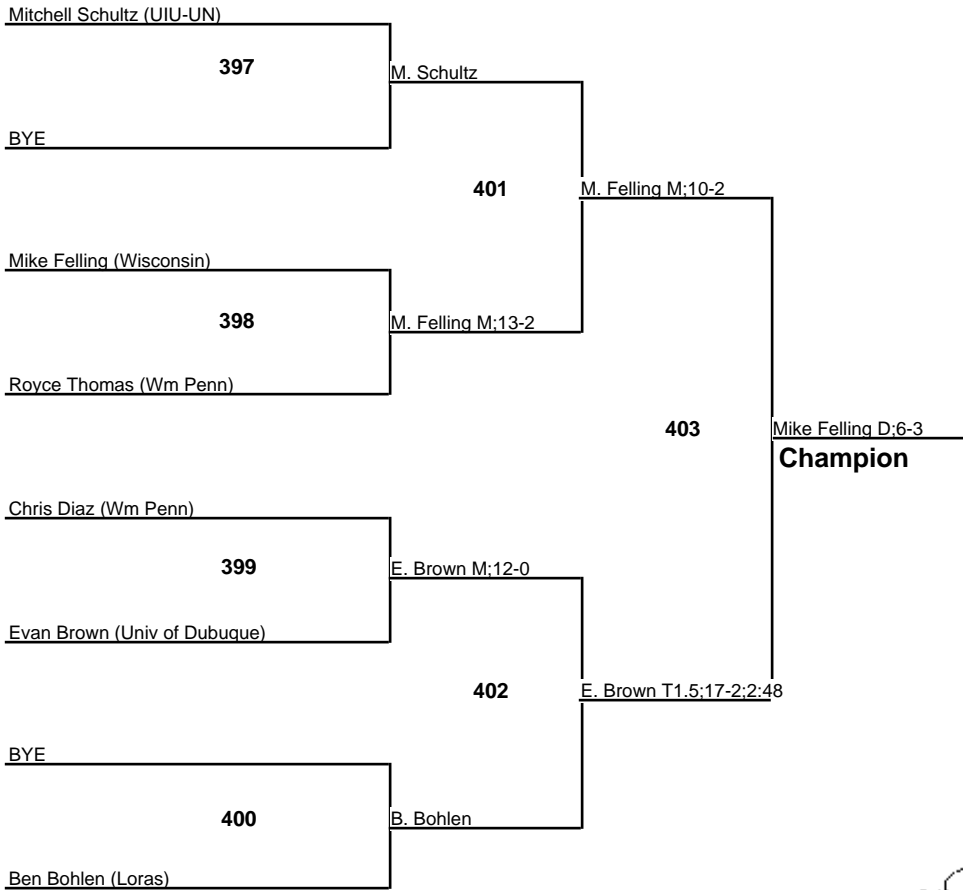 Mitchell Schultz (UIU-UN)
397
M. Schultz
BYE
401
M. Felling M;10-2
Mike Felling (Wisconsin)
398
M. Felling M;13-2
Royce Thomas (Wm Penn)
403
Mike Felling D;6-3
Champion
Chris Diaz (Wm Penn)
399
E. Brown M;12-0
Evan Brown (Univ of Dubuque)
402
E. Brown T1.5;17-2;2:48
BYE
400
B. Bohlen
Ben Bohlen (Loras)